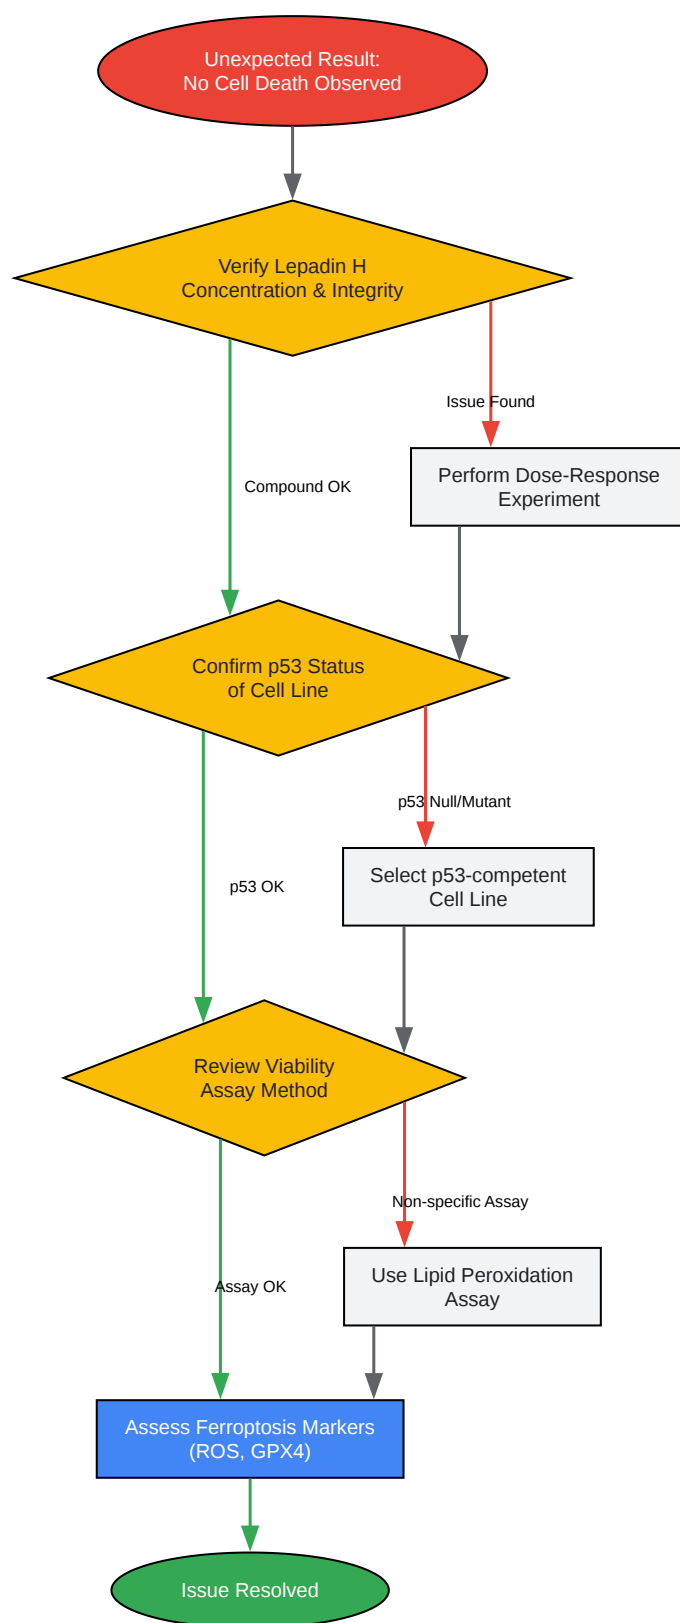 Unexpected Result:
No Cell Death Observed
Verify Lepadin H
Concentration & Integrity
Issue Found
Perform Dose-Response
Experiment
Compound OK
Confirm p53 Status
of Cell Line
p53 Null/Mutant
Select p53-competent
Cell Line
p53 OK
Review Viability
Assay Method
Non-specific Assay
Use Lipid Peroxidation
Assay
Assay OK
Assess Ferroptosis Markers
(ROS, GPX4)
Issue Resolved